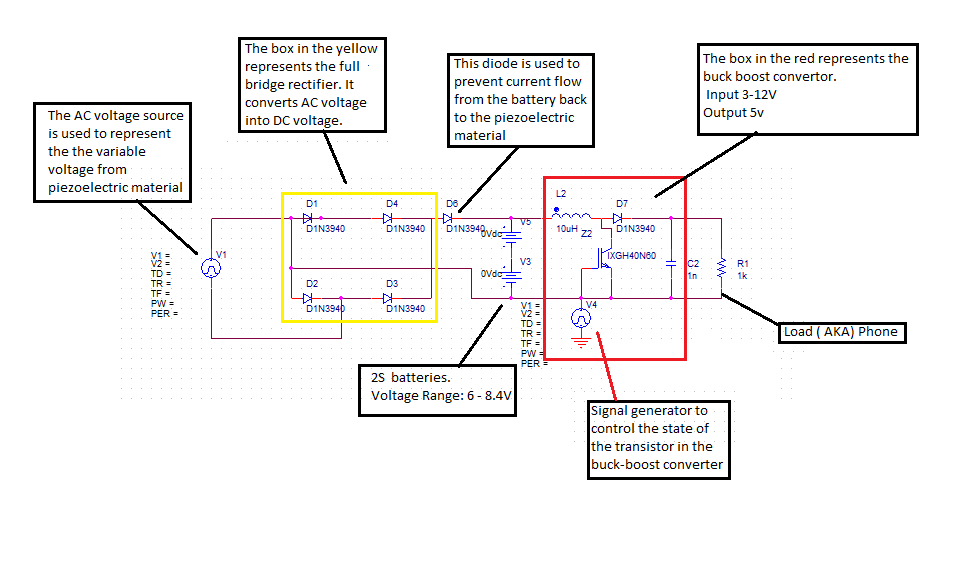 The box in the yellow
represents the full
bridge rectifier. It
converts AC voltage
into DC voltage.
This diode is used to
prevent current flow
from the battery back
to the piezoelectric
material
The box in the red represents the
buck boost convertor.
Input 3-12V
Output 5v
The AC voltage source
is used to represent
the the variable
voltage from
piezoelectric material
D1
D1N3940
D4
D1N3940
D6
D1N3940
L2
10uH
D7
D1N3940
V5
0Vdc
Z2
IXGH40N60
V1
V1 =
V2 =
TD =
TR =
TF =
PW =
PER =
V3
0Vdc
C2
1n
R1
1k
D2
D1N3940
D3
D1N3940
V4
V1 =
V2 =
TD =
TR =
TF =
PW =
PER =
Load ( AKA) Phone
2S batteries.
Voltage Range: 6 - 8.4V
Signal generator to
control the state of
the transistor in the
buck-boost converter